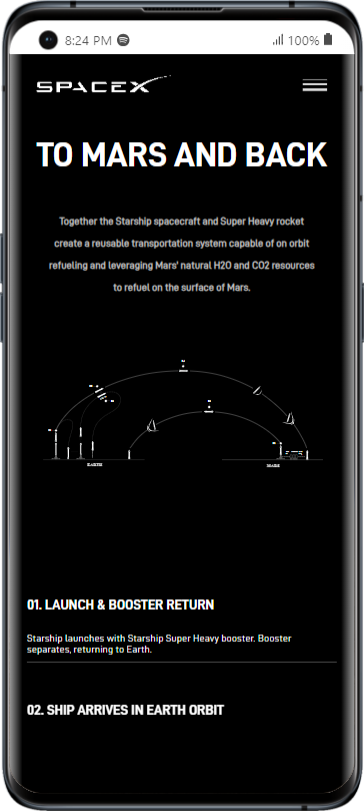 8:24 PM 100%
SPACEX
TO MARS AND BACK
Together the Starship spacecraft and Super Heavy rocket
create a reusable transportation system capable of on orbit
refueling and leveraging Mars' natural H2O and CO2 resources
to refuel on the surface of Mars.
EARTH MARS
01. LAUNCH & BOOSTER RETURN
Starship launches with Starship Super Heavy booster. Booster
separates, returning to Earth.
02. SHIP ARRIVES IN EARTH ORBIT